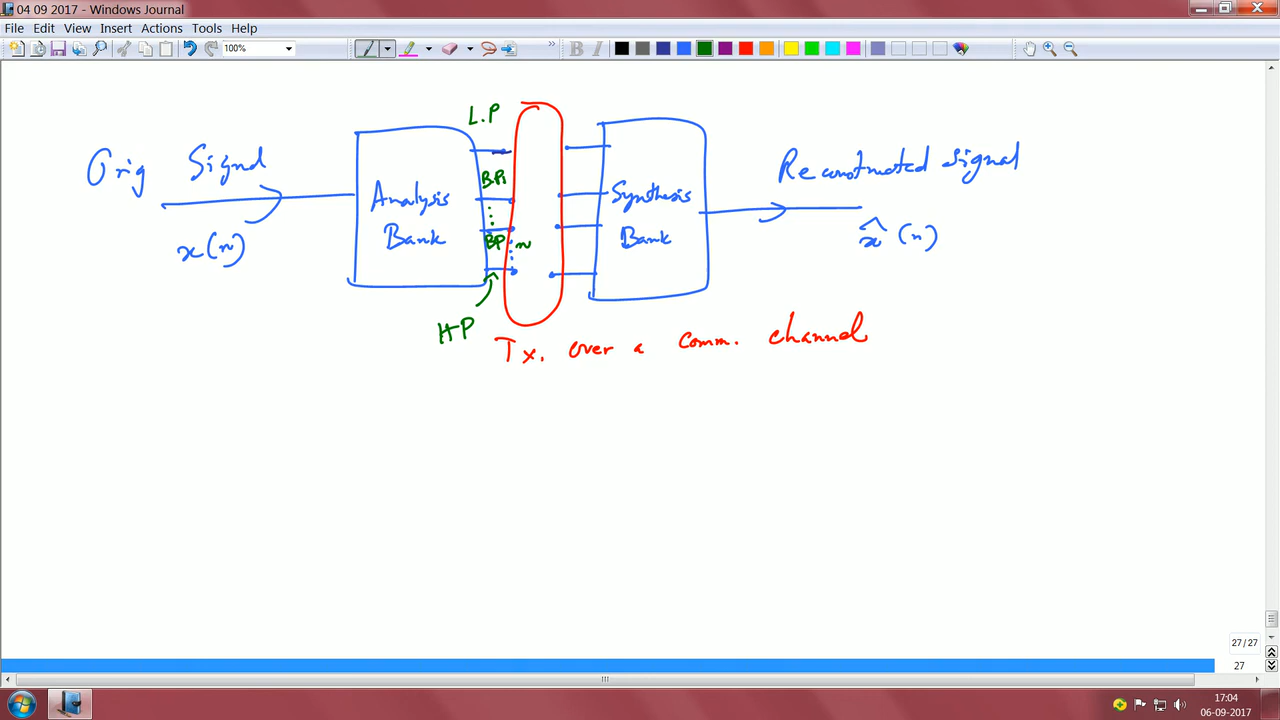 04 09 2017 - Windows Journal
File Edit View Insert Actions Tools Help
100%
L.P
Orig Signal
x(n)
Analysis
Bank
BP1
BP n
HP
Synthesis
Bank
Reconstructed signal
x̂(n)
Tx. over a comm. channel
27 / 27
27
17:04
06-09-2017